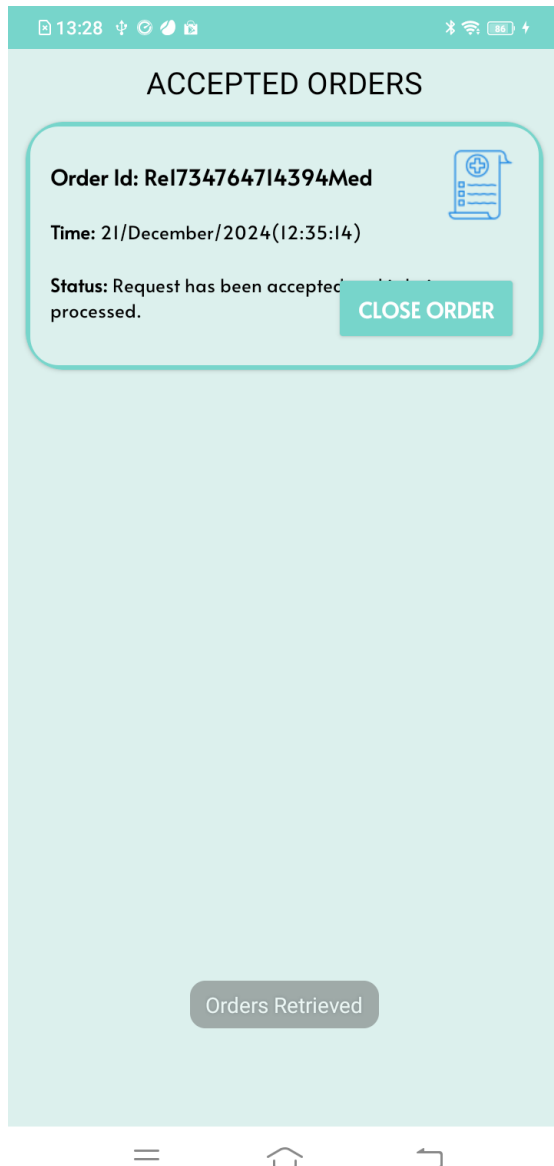 13:28
86
ACCEPTED ORDERS
Order Id: Re1734764714394Med
Time: 21/December/2024(12:35:14)
Status: Request has been accepted
processed.
CLOSE ORDER
Orders Retrieved